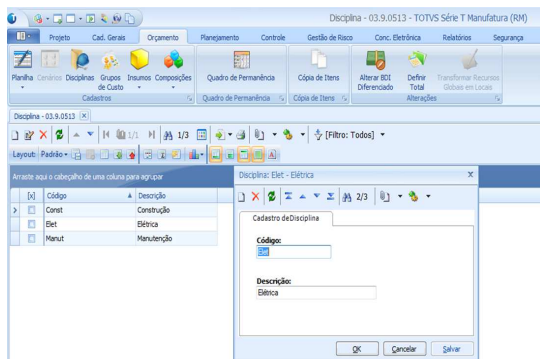 Disciplina - 03.9.0513 - TOTVS Série T Manufatura (RM)
Projeto Cad. Gerais Orçamento Planejamento Controle Gestão de Risco Conc. Eletrônica Relatórios Segurança
Planilha Cenários Disciplinas Grupos de Custo Insumos Composições Quadro de Permanência Cópia de Itens Alterar BDI Diferenciado Definir Total Transformar Recursos Globais em Locais
Cadastros Quadro de Permanência Cópia de Itens Alterações
Disciplina - 03.9.0513
1/1 1/3 [Filtro: Todos]
Layout: Padrão
Arraste aqui o cabeçalho de uma coluna para agrupar
[x] Código Descrição
Const Construção
Elet Elétrica
Manut Manutenção
Disciplina: Elet - Elétrica X
2/3
Cadastro deDisciplina
Código:
Elet
Descrição:
Elétrica
OK Cancelar Salvar